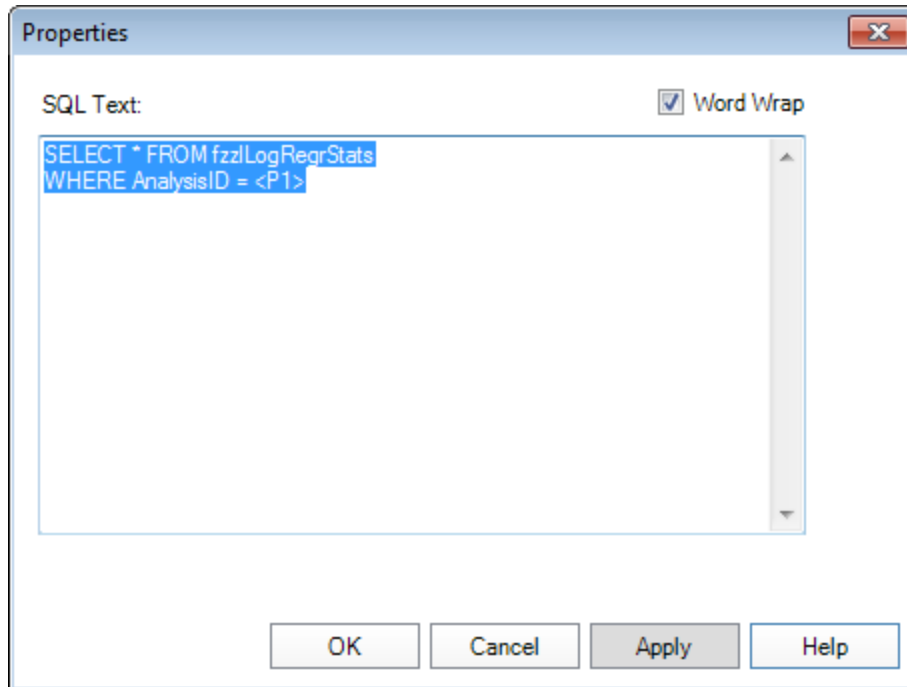 Properties
SQL Text:
Word Wrap
SELECT * FROM fzzlLogRegrStats
WHERE AnalysisID = <P1>
OK
Cancel
Apply
Help